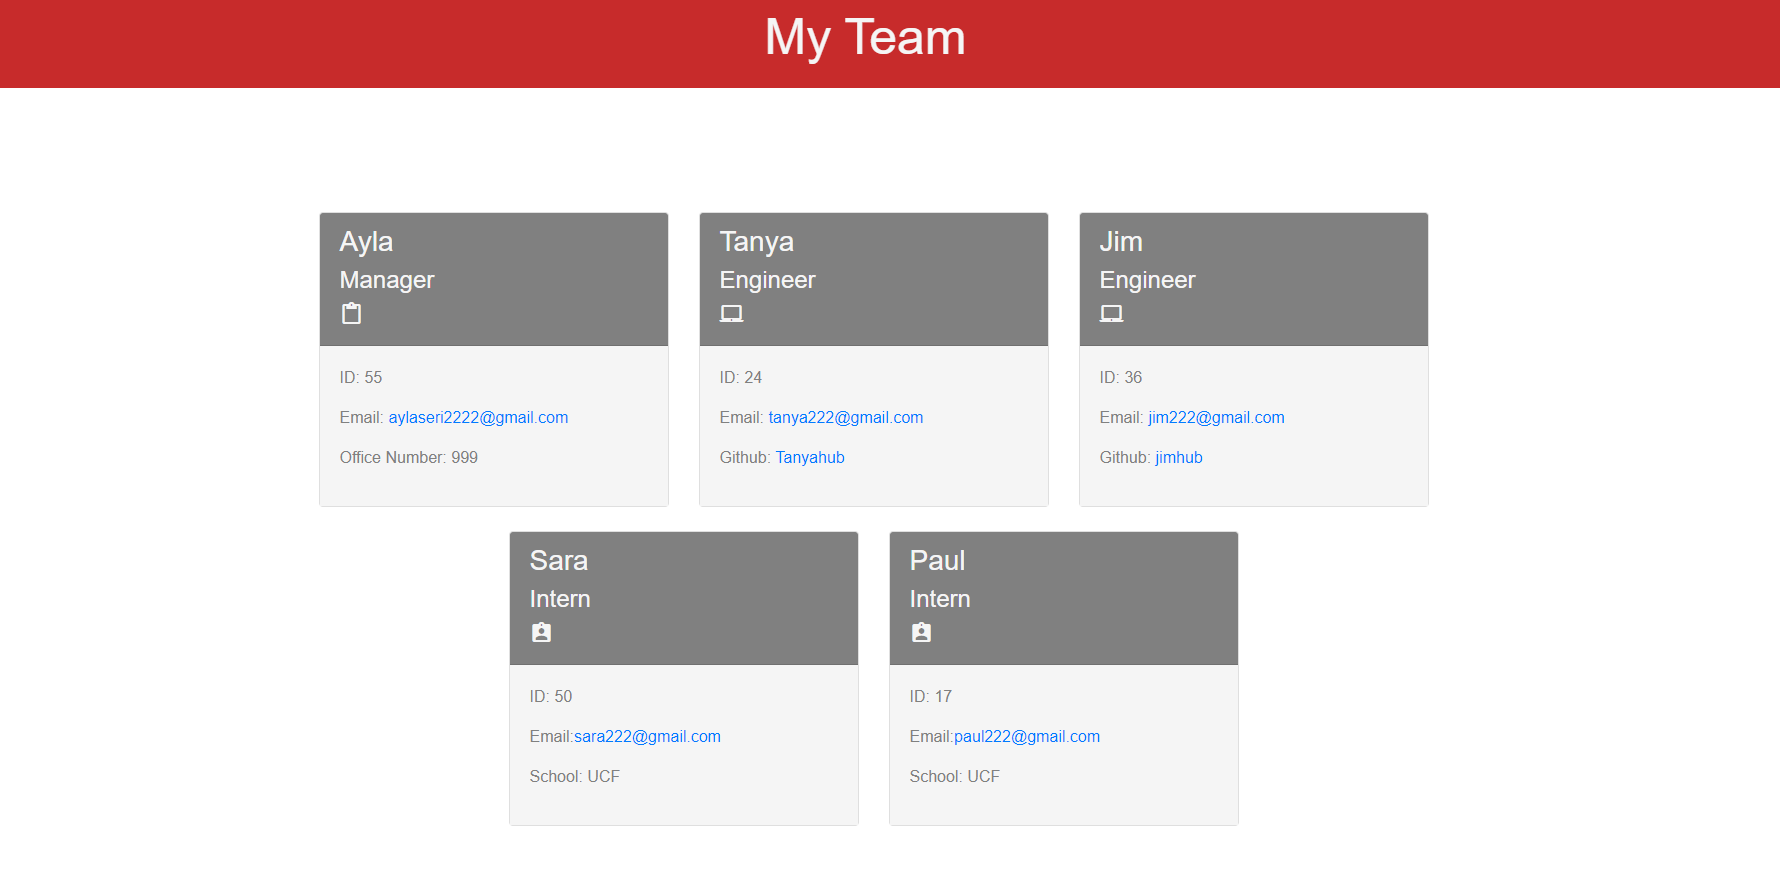 My Team
Ayla
Manager
ID: 55
Email: aylaseri2222@gmail.com
Office Number: 999
Tanya
Engineer
ID: 24
Email: tanya222@gmail.com
Github: Tanyahub
Jim
Engineer
ID: 36
Email: jim222@gmail.com
Github: jimhub
Sara
Intern
ID: 50
Email:sara222@gmail.com
School: UCF
Paul
Intern
ID: 17
Email:paul222@gmail.com
School: UCF